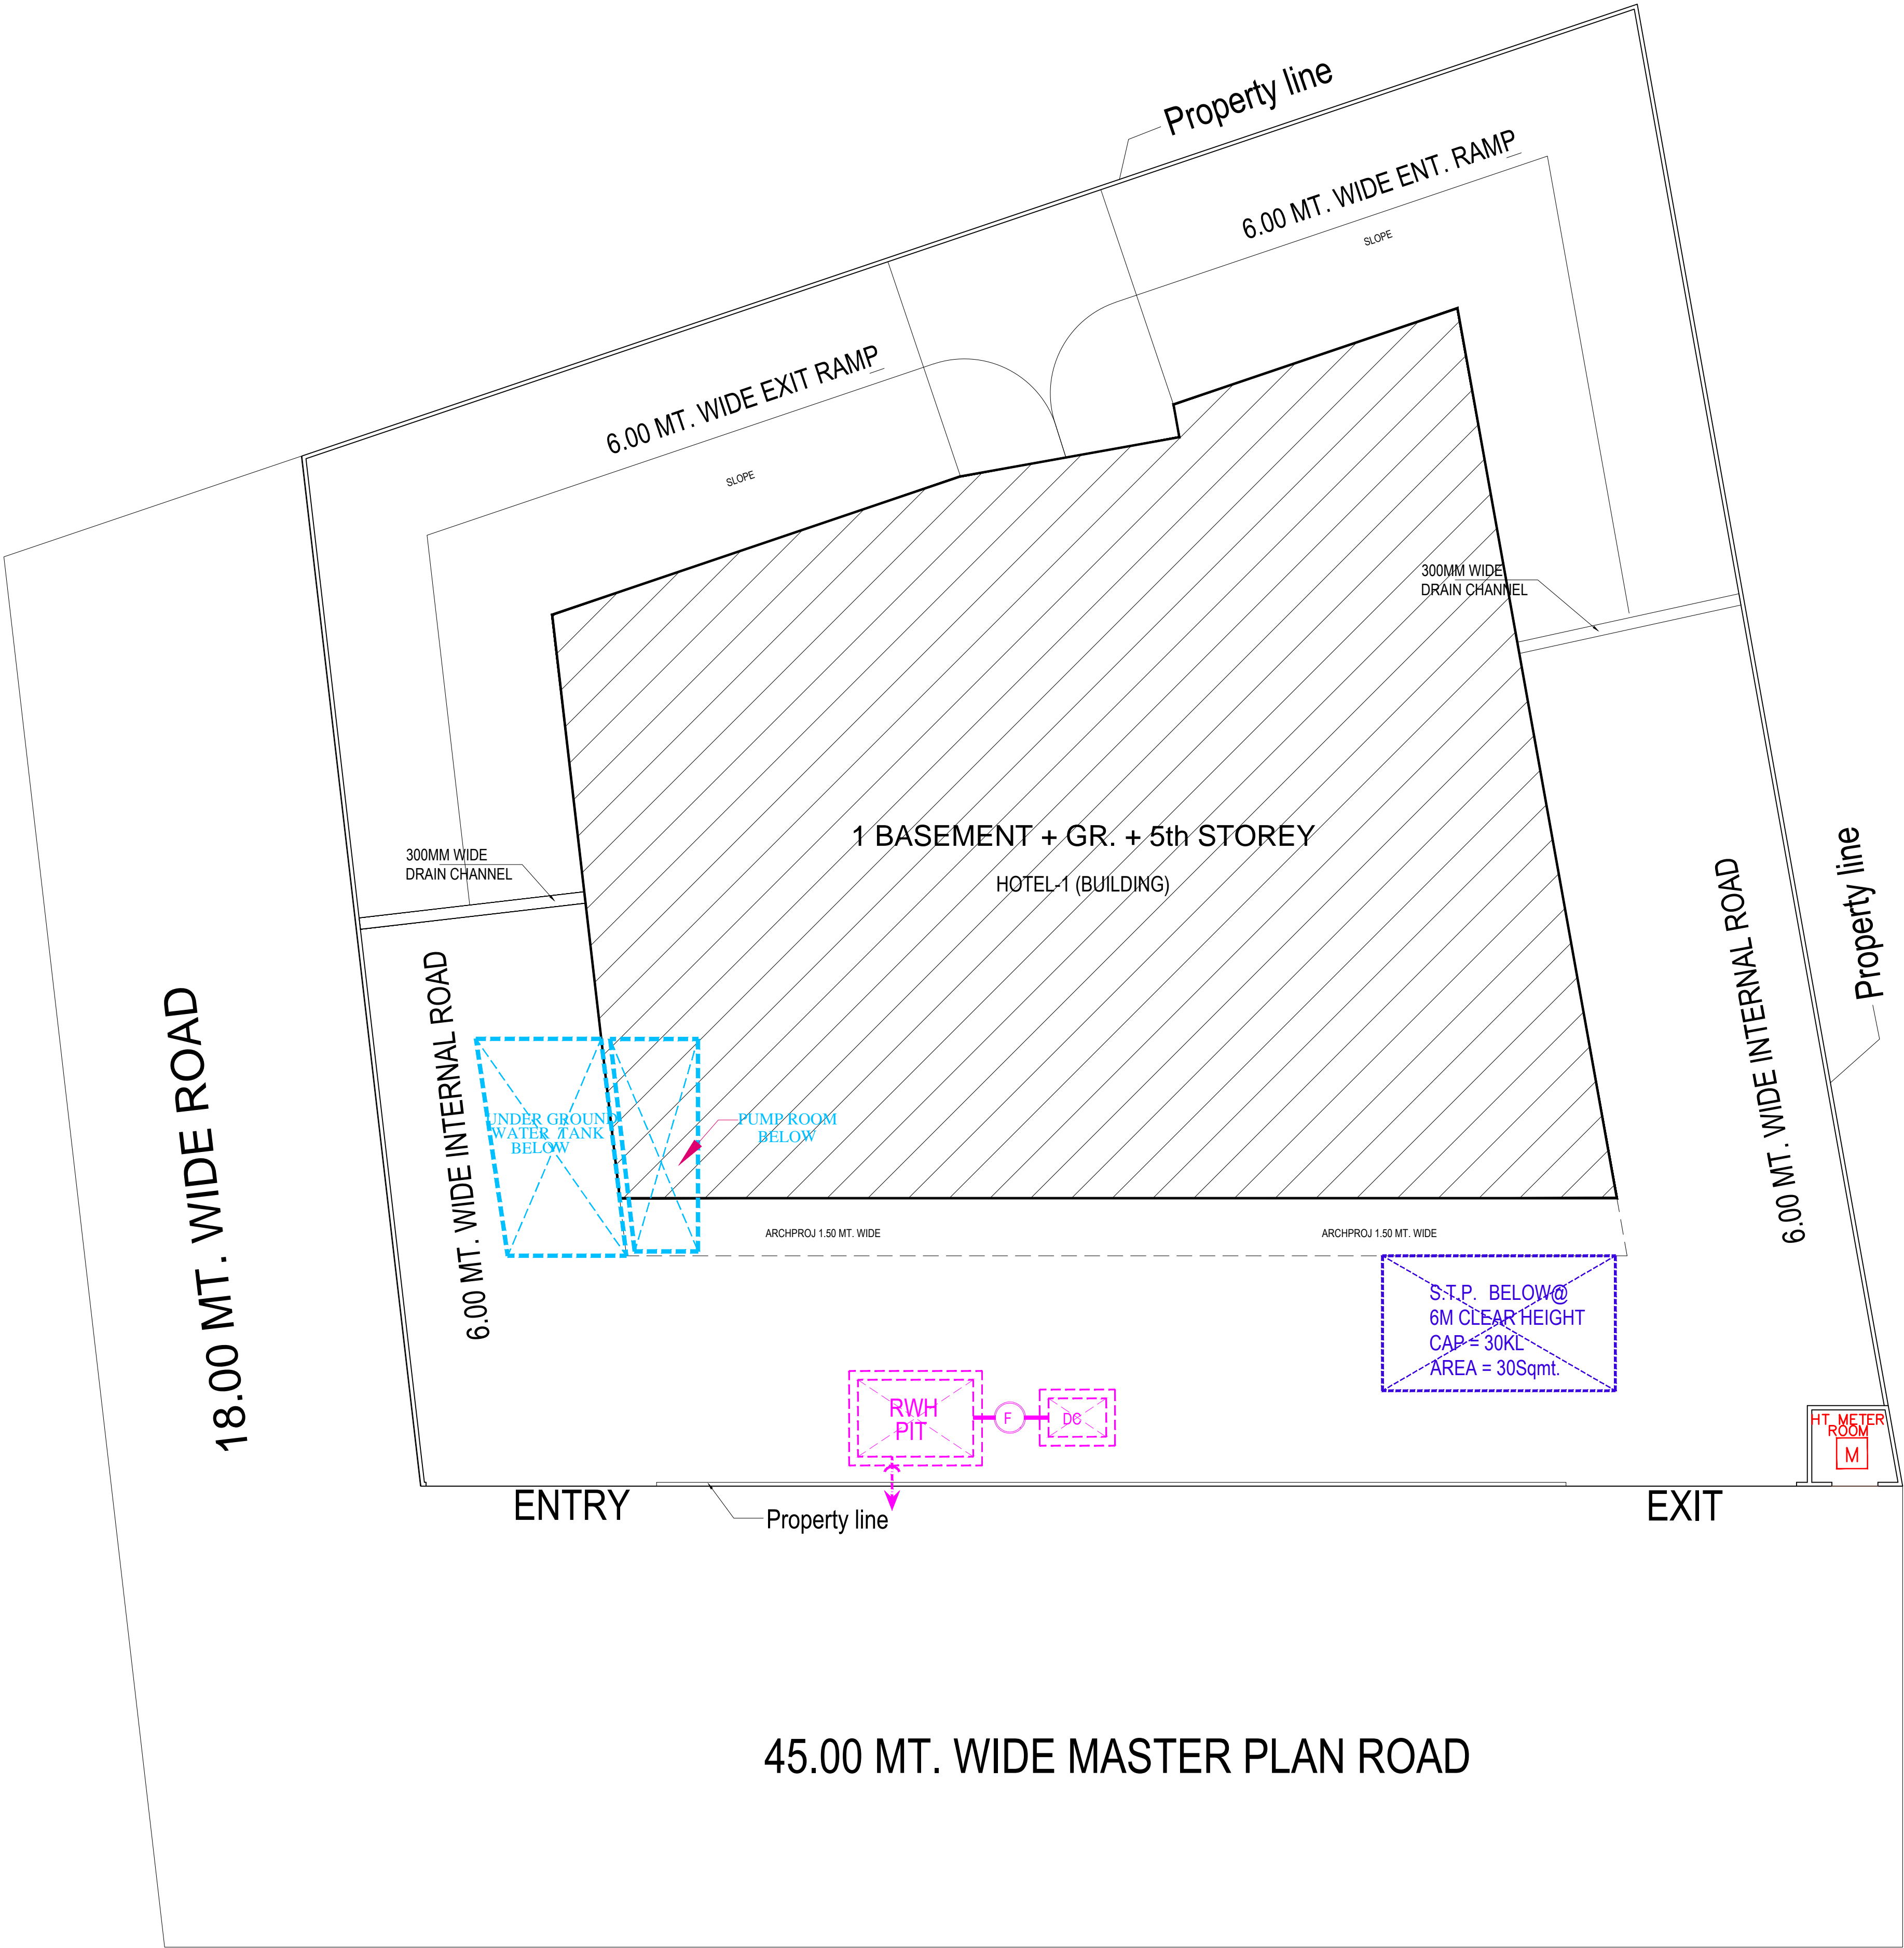 Property line
6.00 MT. WIDE ENT. RAMP
SLOPE
6.00 MT. WIDE EXIT RAMP
SLOPE
300MM WIDE
DRAIN CHANNEL
1 BASEMENT + GR. + 5th STOREY
HOTEL-1 (BUILDING)
300MM WIDE
DRAIN CHANNEL
18.00 MT. WIDE ROAD
6.00 MT. WIDE INTERNAL ROAD
6.00 MT. WIDE INTERNAL ROAD
Property line
UNDER GROUND
WATER TANK
BELOW
PUMP ROOM
BELOW
ARCHPROJ 1.50 MT. WIDE
ARCHPROJ 1.50 MT. WIDE
S.T.P. BELOW@
6M CLEAR HEIGHT
CAP = 30KL
AREA = 30Sqmt.
RWH
PIT
F
DC
HT METER
ROOM
M
ENTRY
Property line
EXIT
45.00 MT. WIDE MASTER PLAN ROAD